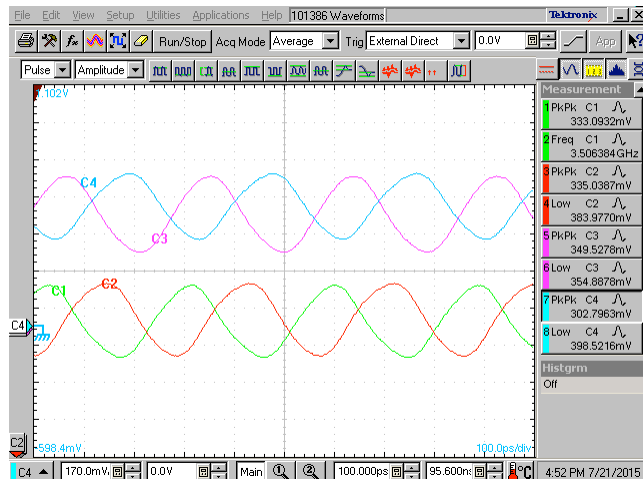 File Edit View Setup Utilities Applications Help 101386 Waveforms Tektronix
Run/Stop Acq Mode Average Trig External Direct 0.0V App
Pulse Amplitude
1.102V
C4
C3
C1
C2
C4
C2
-598.4mV
100.0ps/div
Measurement
1 PkPk C1
333.0932mV
2 Freq C1
3.506384GHz
3 PkPk C2
335.0387mV
4 Low C2
383.9770mV
5 PkPk C3
349.5278mV
6 Low C3
354.8878mV
7 PkPk C4
302.7963mV
8 Low C4
398.5216mV
Histgrm
Off
C4 170.0mV 0.0V Main 1 2 100.000ps 95.600n °C 4:52 PM 7/21/2015